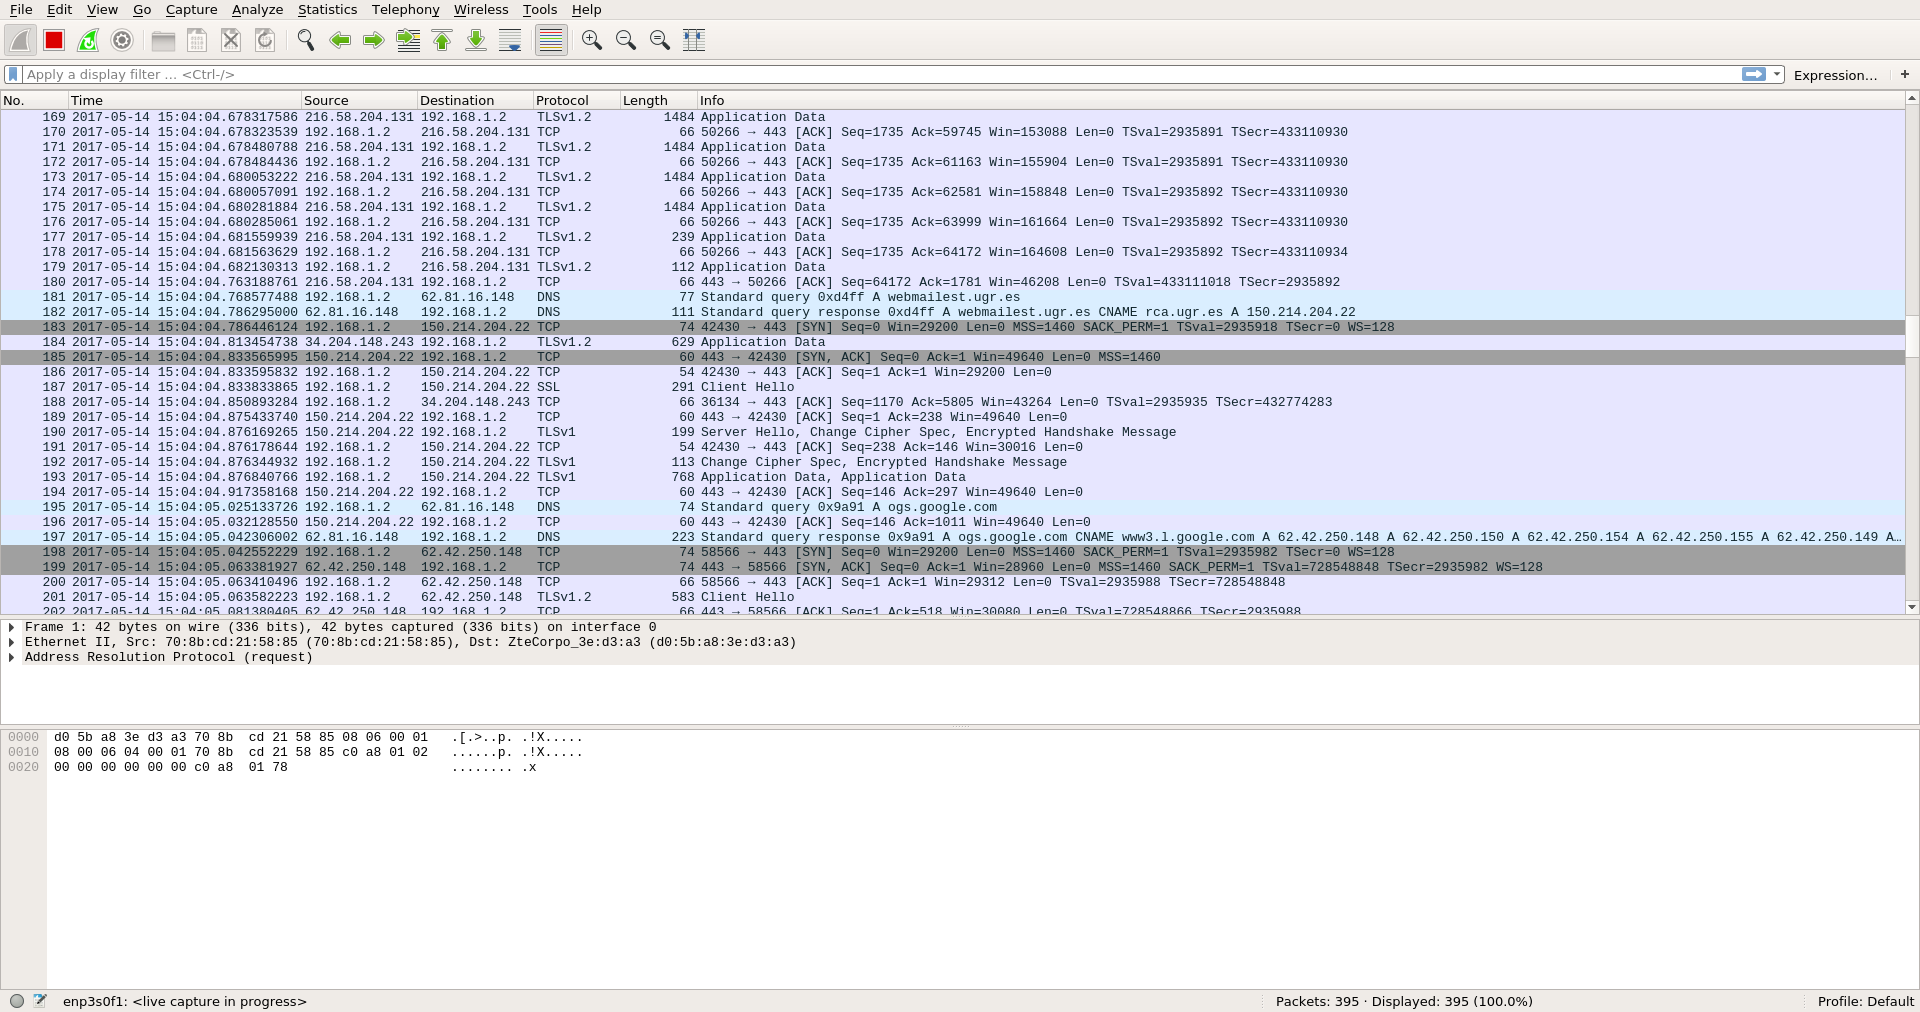 File Edit View Go Capture Analyze Statistics Telephony Wireless Tools Help
Apply a display filter … <Ctrl-/> Expression… +
No. Time Source Destination Protocol Length Info
169 2017-05-14 15:04:04.678317586 216.58.204.131 192.168.1.2 TLSv1.2 1484 Application Data
170 2017-05-14 15:04:04.678323539 192.168.1.2 216.58.204.131 TCP 66 50266 → 443 [ACK] Seq=1735 Ack=59745 Win=153088 Len=0 TSval=2935891 TSecr=433110930
171 2017-05-14 15:04:04.678480788 216.58.204.131 192.168.1.2 TLSv1.2 1484 Application Data
172 2017-05-14 15:04:04.678484436 192.168.1.2 216.58.204.131 TCP 66 50266 → 443 [ACK] Seq=1735 Ack=61163 Win=155904 Len=0 TSval=2935891 TSecr=433110930
173 2017-05-14 15:04:04.680053222 216.58.204.131 192.168.1.2 TLSv1.2 1484 Application Data
174 2017-05-14 15:04:04.680057091 192.168.1.2 216.58.204.131 TCP 66 50266 → 443 [ACK] Seq=1735 Ack=62581 Win=158848 Len=0 TSval=2935892 TSecr=433110930
175 2017-05-14 15:04:04.680281884 216.58.204.131 192.168.1.2 TLSv1.2 1484 Application Data
176 2017-05-14 15:04:04.680285061 192.168.1.2 216.58.204.131 TCP 66 50266 → 443 [ACK] Seq=1735 Ack=63999 Win=161664 Len=0 TSval=2935892 TSecr=433110930
177 2017-05-14 15:04:04.681559939 216.58.204.131 192.168.1.2 TLSv1.2 239 Application Data
178 2017-05-14 15:04:04.681563629 192.168.1.2 216.58.204.131 TCP 66 50266 → 443 [ACK] Seq=1735 Ack=64172 Win=164608 Len=0 TSval=2935892 TSecr=433110934
179 2017-05-14 15:04:04.682130313 192.168.1.2 216.58.204.131 TLSv1.2 112 Application Data
180 2017-05-14 15:04:04.763188761 216.58.204.131 192.168.1.2 TCP 66 443 → 50266 [ACK] Seq=64172 Ack=1781 Win=46208 Len=0 TSval=433111018 TSecr=2935892
181 2017-05-14 15:04:04.768577488 192.168.1.2 62.81.16.148 DNS 77 Standard query 0xd4ff A webmailest.ugr.es
182 2017-05-14 15:04:04.786295000 62.81.16.148 192.168.1.2 DNS 111 Standard query response 0xd4ff A webmailest.ugr.es CNAME rca.ugr.es A 150.214.204.22
183 2017-05-14 15:04:04.786446124 192.168.1.2 150.214.204.22 TCP 74 42430 → 443 [SYN] Seq=0 Win=29200 Len=0 MSS=1460 SACK_PERM=1 TSval=2935918 TSecr=0 WS=128
184 2017-05-14 15:04:04.813454738 34.204.148.243 192.168.1.2 TLSv1.2 629 Application Data
185 2017-05-14 15:04:04.833565995 150.214.204.22 192.168.1.2 TCP 60 443 → 42430 [SYN, ACK] Seq=0 Ack=1 Win=49640 Len=0 MSS=1460
186 2017-05-14 15:04:04.833595832 192.168.1.2 150.214.204.22 TCP 54 42430 → 443 [ACK] Seq=1 Ack=1 Win=29200 Len=0
187 2017-05-14 15:04:04.833833865 192.168.1.2 150.214.204.22 SSL 291 Client Hello
188 2017-05-14 15:04:04.850893284 192.168.1.2 34.204.148.243 TCP 66 36134 → 443 [ACK] Seq=1170 Ack=5805 Win=43264 Len=0 TSval=2935935 TSecr=432774283
189 2017-05-14 15:04:04.875433740 150.214.204.22 192.168.1.2 TCP 60 443 → 42430 [ACK] Seq=1 Ack=238 Win=49640 Len=0
190 2017-05-14 15:04:04.876169265 150.214.204.22 192.168.1.2 TLSv1 199 Server Hello, Change Cipher Spec, Encrypted Handshake Message
191 2017-05-14 15:04:04.876178644 192.168.1.2 150.214.204.22 TCP 54 42430 → 443 [ACK] Seq=238 Ack=146 Win=30016 Len=0
192 2017-05-14 15:04:04.876344932 192.168.1.2 150.214.204.22 TLSv1 113 Change Cipher Spec, Encrypted Handshake Message
193 2017-05-14 15:04:04.876840766 192.168.1.2 150.214.204.22 TLSv1 768 Application Data, Application Data
194 2017-05-14 15:04:04.917358168 150.214.204.22 192.168.1.2 TCP 60 443 → 42430 [ACK] Seq=146 Ack=297 Win=49640 Len=0
195 2017-05-14 15:04:05.025133726 192.168.1.2 62.81.16.148 DNS 74 Standard query 0x9a91 A ogs.google.com
196 2017-05-14 15:04:05.032128550 150.214.204.22 192.168.1.2 TCP 60 443 → 42430 [ACK] Seq=146 Ack=1011 Win=49640 Len=0
197 2017-05-14 15:04:05.042306002 62.81.16.148 192.168.1.2 DNS 223 Standard query response 0x9a91 A ogs.google.com CNAME www3.l.google.com A 62.42.250.148 A 62.42.250.150 A 62.42.250.154 A 62.42.250.155 A 62.42.250.149 A…
198 2017-05-14 15:04:05.042552229 192.168.1.2 62.42.250.148 TCP 74 58566 → 443 [SYN] Seq=0 Win=29200 Len=0 MSS=1460 SACK_PERM=1 TSval=2935982 TSecr=0 WS=128
199 2017-05-14 15:04:05.063381927 62.42.250.148 192.168.1.2 TCP 74 443 → 58566 [SYN, ACK] Seq=0 Ack=1 Win=28960 Len=0 MSS=1460 SACK_PERM=1 TSval=728548848 TSecr=2935982 WS=128
200 2017-05-14 15:04:05.063410496 192.168.1.2 62.42.250.148 TCP 66 58566 → 443 [ACK] Seq=1 Ack=1 Win=29312 Len=0 TSval=2935988 TSecr=728548848
201 2017-05-14 15:04:05.063582223 192.168.1.2 62.42.250.148 TLSv1.2 583 Client Hello
202 2017-05-14 15:04:05.081380405 62.42.250.148 192.168.1.2 TCP 66 443 → 58566 [ACK] Seq=1 Ack=518 Win=30080 Len=0 TSval=728548866 TSecr=2935988
Frame 1: 42 bytes on wire (336 bits), 42 bytes captured (336 bits) on interface 0
Ethernet II, Src: 70:8b:cd:21:58:85 (70:8b:cd:21:58:85), Dst: ZteCorpo_3e:d3:a3 (d0:5b:a8:3e:d3:a3)
Address Resolution Protocol (request)
0000 d0 5b a8 3e d3 a3 70 8b cd 21 58 85 08 06 00 01 .[.>..p. .!X.....
0010 08 00 06 04 00 01 70 8b cd 21 58 85 c0 a8 01 02 ......p. .!X.....
0020 00 00 00 00 00 00 c0 a8 01 78 ........ .x
enp3s0f1: <live capture in progress> Packets: 395 · Displayed: 395 (100.0%) Profile: Default